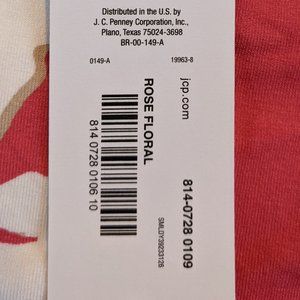 Distributed in the U.S. by
J. C. Penney Corporation, Inc.,
Plano, Texas 75024-3698
BR-00-149-A
0149-A 19963-8
jcp.com
ROSE FLORAL
814 0728 0106 10
814-0728 0109
SMLDY39233126